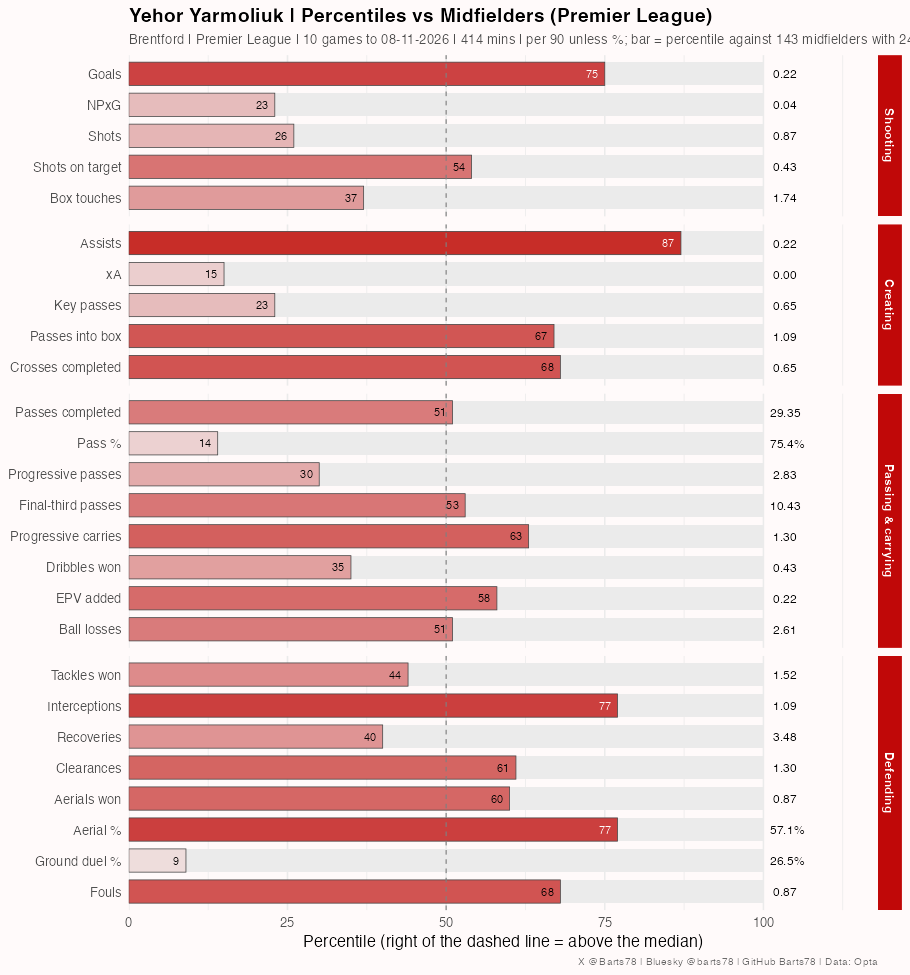 Yehor Yarmoliuk | Percentiles vs Midfielders (Premier League)
Brentford | Premier League | 10 games to 08-11-2026 | 414 mins | per 90 unless %; bar = percentile against 143 midfielders with 24
Goals 75 0.22
NPxG 23 0.04
Shots 26 0.87
Shots on target 54 0.43
Box touches 37 1.74
Shooting
Assists 87 0.22
xA 15 0.00
Key passes 23 0.65
Passes into box 67 1.09
Crosses completed 68 0.65
Creating
Passes completed 51 29.35
Pass % 14 75.4%
Progressive passes 30 2.83
Final-third passes 53 10.43
Progressive carries 63 1.30
Dribbles won 35 0.43
EPV added 58 0.22
Ball losses 51 2.61
Passing & carrying
Tackles won 44 1.52
Interceptions 77 1.09
Recoveries 40 3.48
Clearances 61 1.30
Aerials won 60 0.87
Aerial % 77 57.1%
Ground duel % 9 26.5%
Fouls 68 0.87
Defending
0 25 50 75 100
Percentile (right of the dashed line = above the median)
X @Barts78 | Bluesky @barts78 | GitHub Barts78 | Data: Opta